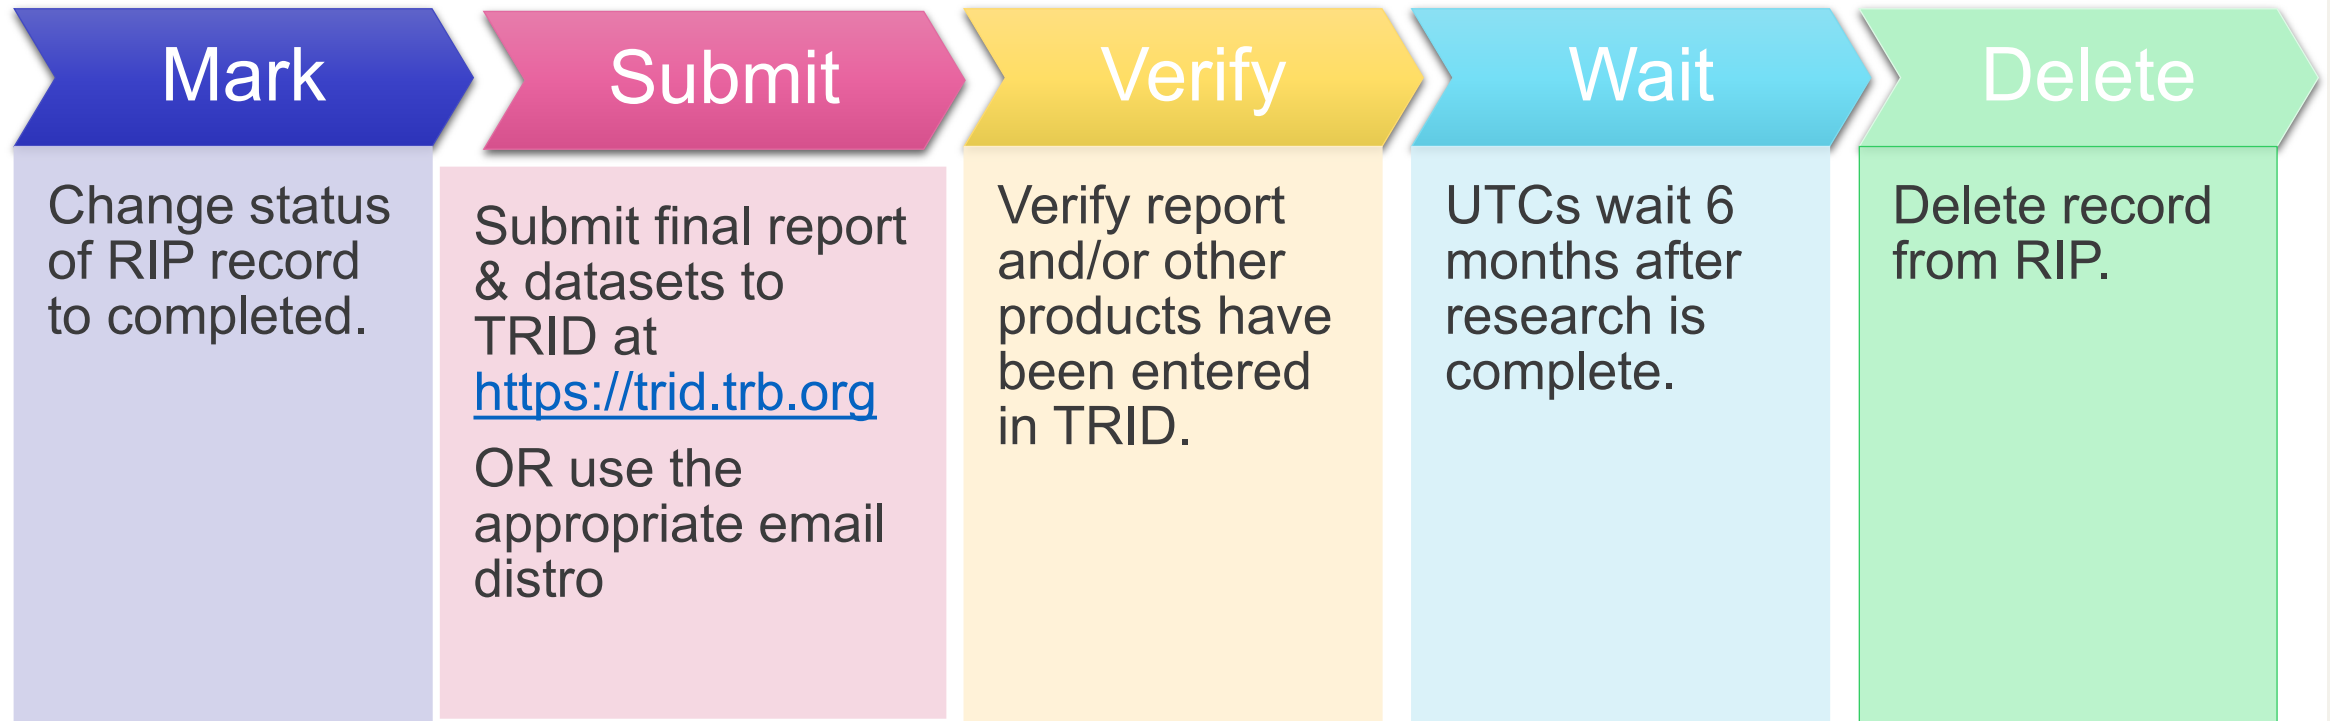 Mark
Change status
of RIP record
to completed.
Submit
Submit final report
& datasets to
TRID at
https://trid.trb.org
OR use the
appropriate email
distro
Verify
Verify report
and/or other
products have
been entered
in TRID.
Wait
UTCs wait 6
months after
research is
complete.
Delete
Delete record
from RIP.